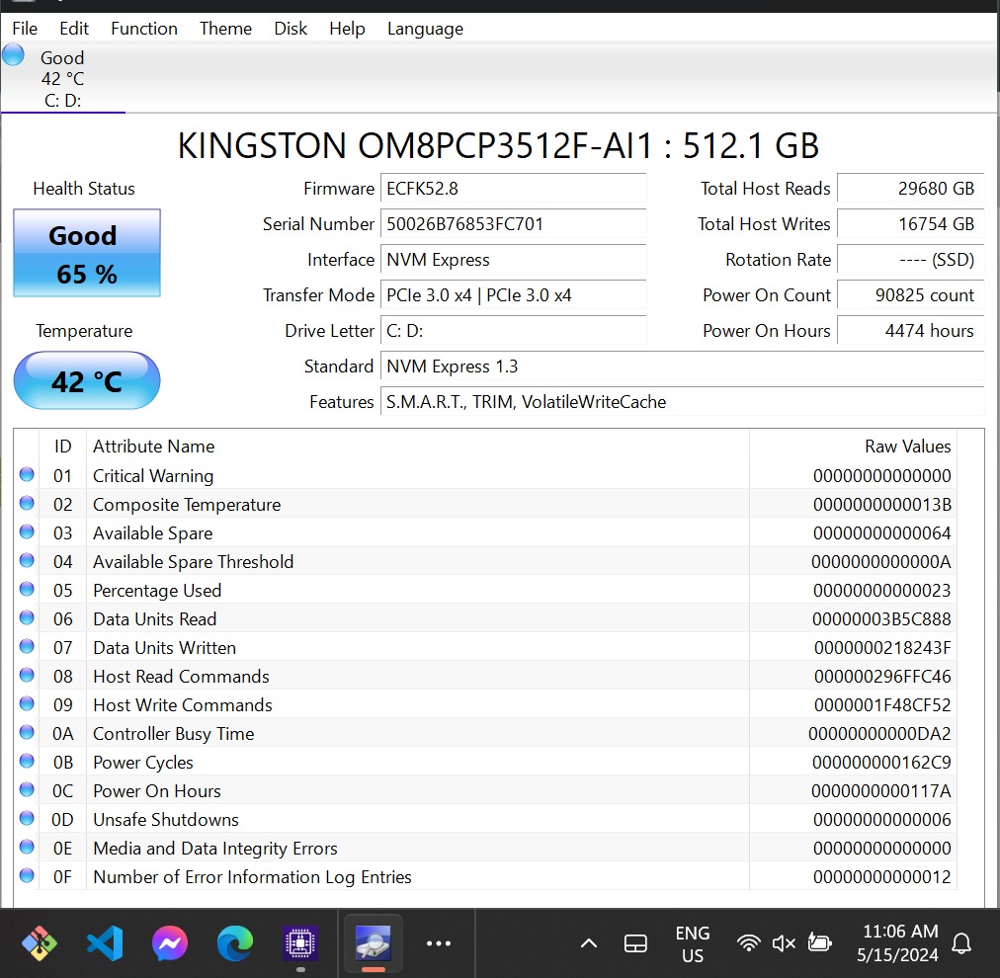 File Edit Function Theme Disk Help Language
Good
42 °C
C: D:
KINGSTON OM8PCP3512F-AI1 : 512.1 GB
Health Status
Good
65 %
Temperature
42 °C
Firmware ECFK52.8
Serial Number 50026B76853FC701
Interface NVM Express
Transfer Mode PCIe 3.0 x4 | PCIe 3.0 x4
Drive Letter C: D:
Total Host Reads 29680 GB
Total Host Writes 16754 GB
Rotation Rate ---- (SSD)
Power On Count 90825 count
Power On Hours 4474 hours
Standard NVM Express 1.3
Features S.M.A.R.T., TRIM, VolatileWriteCache
ID Attribute Name Raw Values
01 Critical Warning 00000000000000
02 Composite Temperature 0000000000013B
03 Available Spare 00000000000064
04 Available Spare Threshold 0000000000000A
05 Percentage Used 00000000000023
06 Data Units Read 00000003B5C888
07 Data Units Written 0000000218243F
08 Host Read Commands 000000296FFC46
09 Host Write Commands 0000001F48CF52
0A Controller Busy Time 00000000000DA2
0B Power Cycles 000000000162C9
0C Power On Hours 0000000000117A
0D Unsafe Shutdowns 00000000000006
0E Media and Data Integrity Errors 00000000000000
0F Number of Error Information Log Entries 00000000000012
ENG
US
11:06 AM
5/15/2024